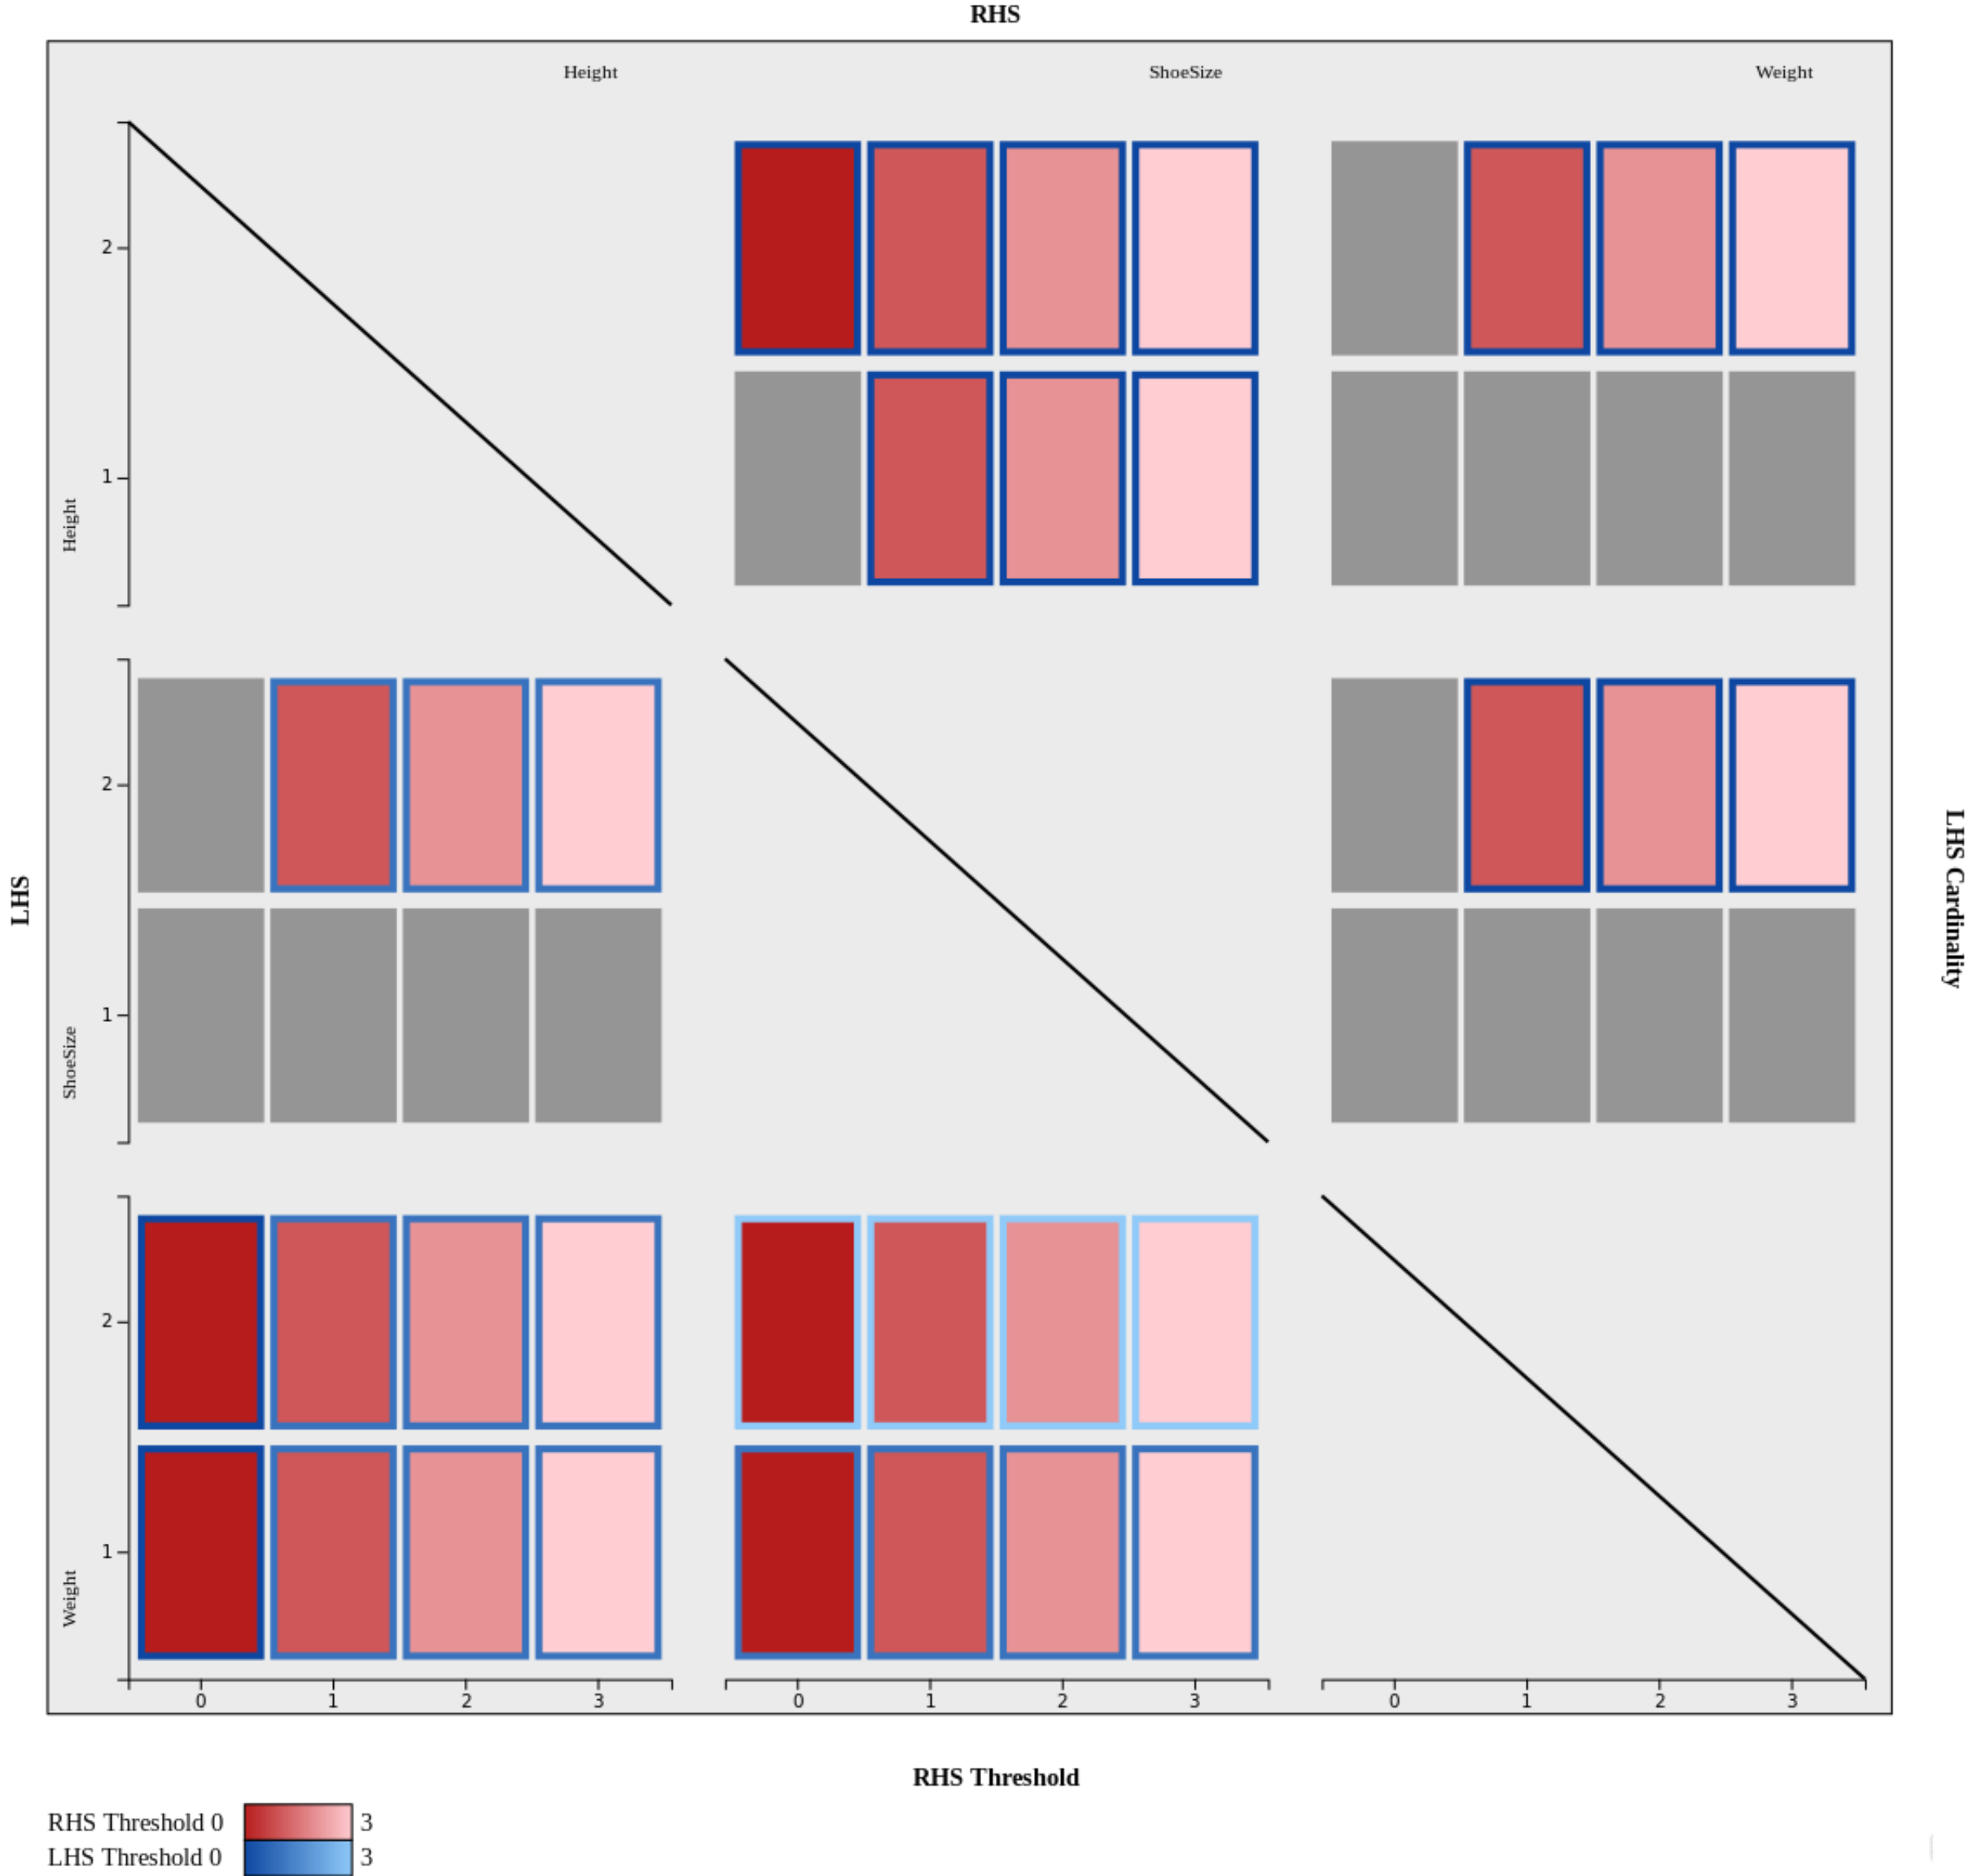 RHS
Height ShoeSize Weight
2
1
Height
2
1
ShoeSize
LHS
LHS Cardinality
2
1
Weight
0 1 2 3 0 1 2 3 0 1 2 3
RHS Threshold
RHS Threshold 0 3
LHS Threshold 0 3